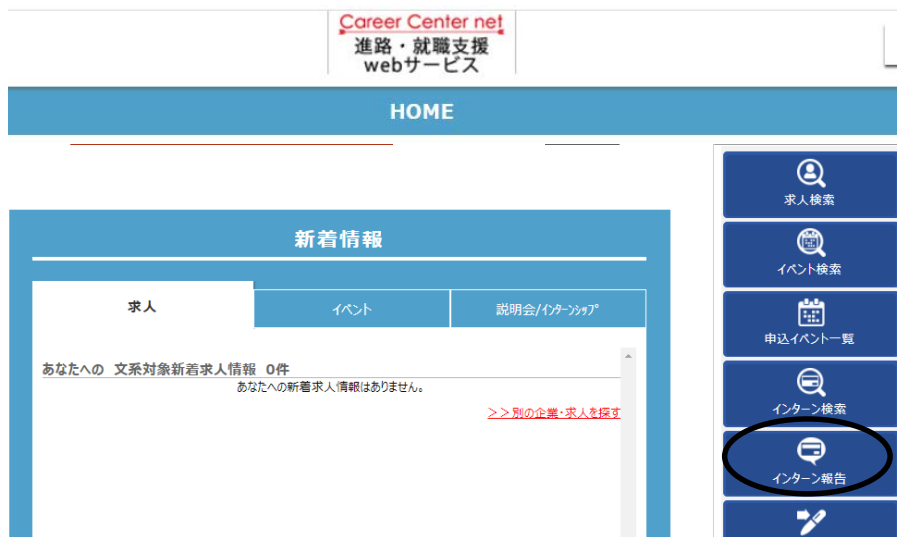 Career Center net
進路・就職支援
webサービス
HOME
新着情報
求人
イベント
説明会/ｲﾝﾀｰﾝｼｯﾌﾟ
あなたへの 文系対象新着求人情報 0件
あなたへの新着求人情報はありません。
>>別の企業・求人を探す
求人検索
イベント検索
申込イベント一覧
インターン検索
インターン報告